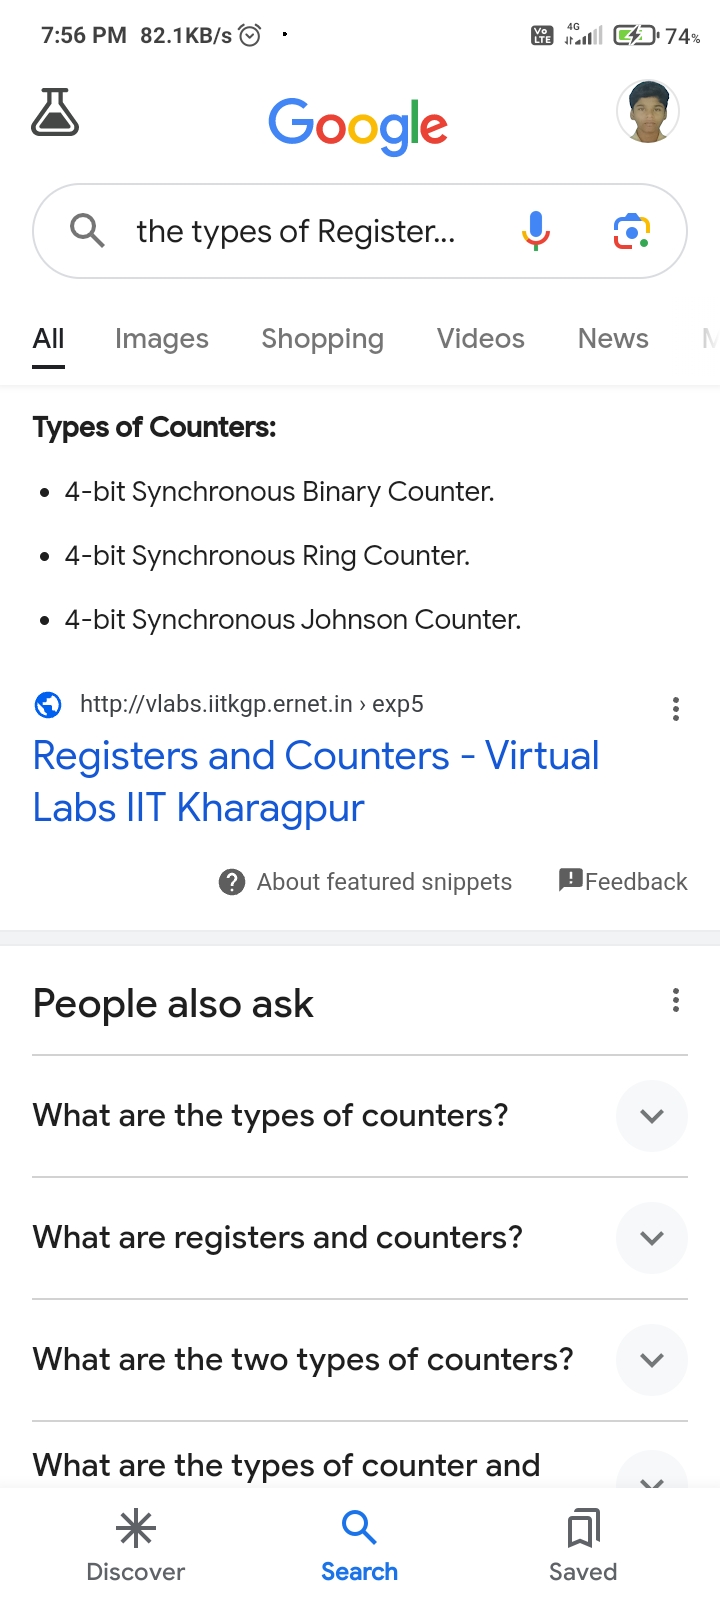 7:56 PM 82.1KB/s Vo LTE 4G 74%
Google
the types of Register...
All Images Shopping Videos News M
Types of Counters:
• 4-bit Synchronous Binary Counter.
• 4-bit Synchronous Ring Counter.
• 4-bit Synchronous Johnson Counter.
http://vlabs.iitkgp.ernet.in › exp5
Registers and Counters - Virtual
Labs IIT Kharagpur
About featured snippets Feedback
People also ask
What are the types of counters?
What are registers and counters?
What are the two types of counters?
What are the types of counter and
Discover Search Saved